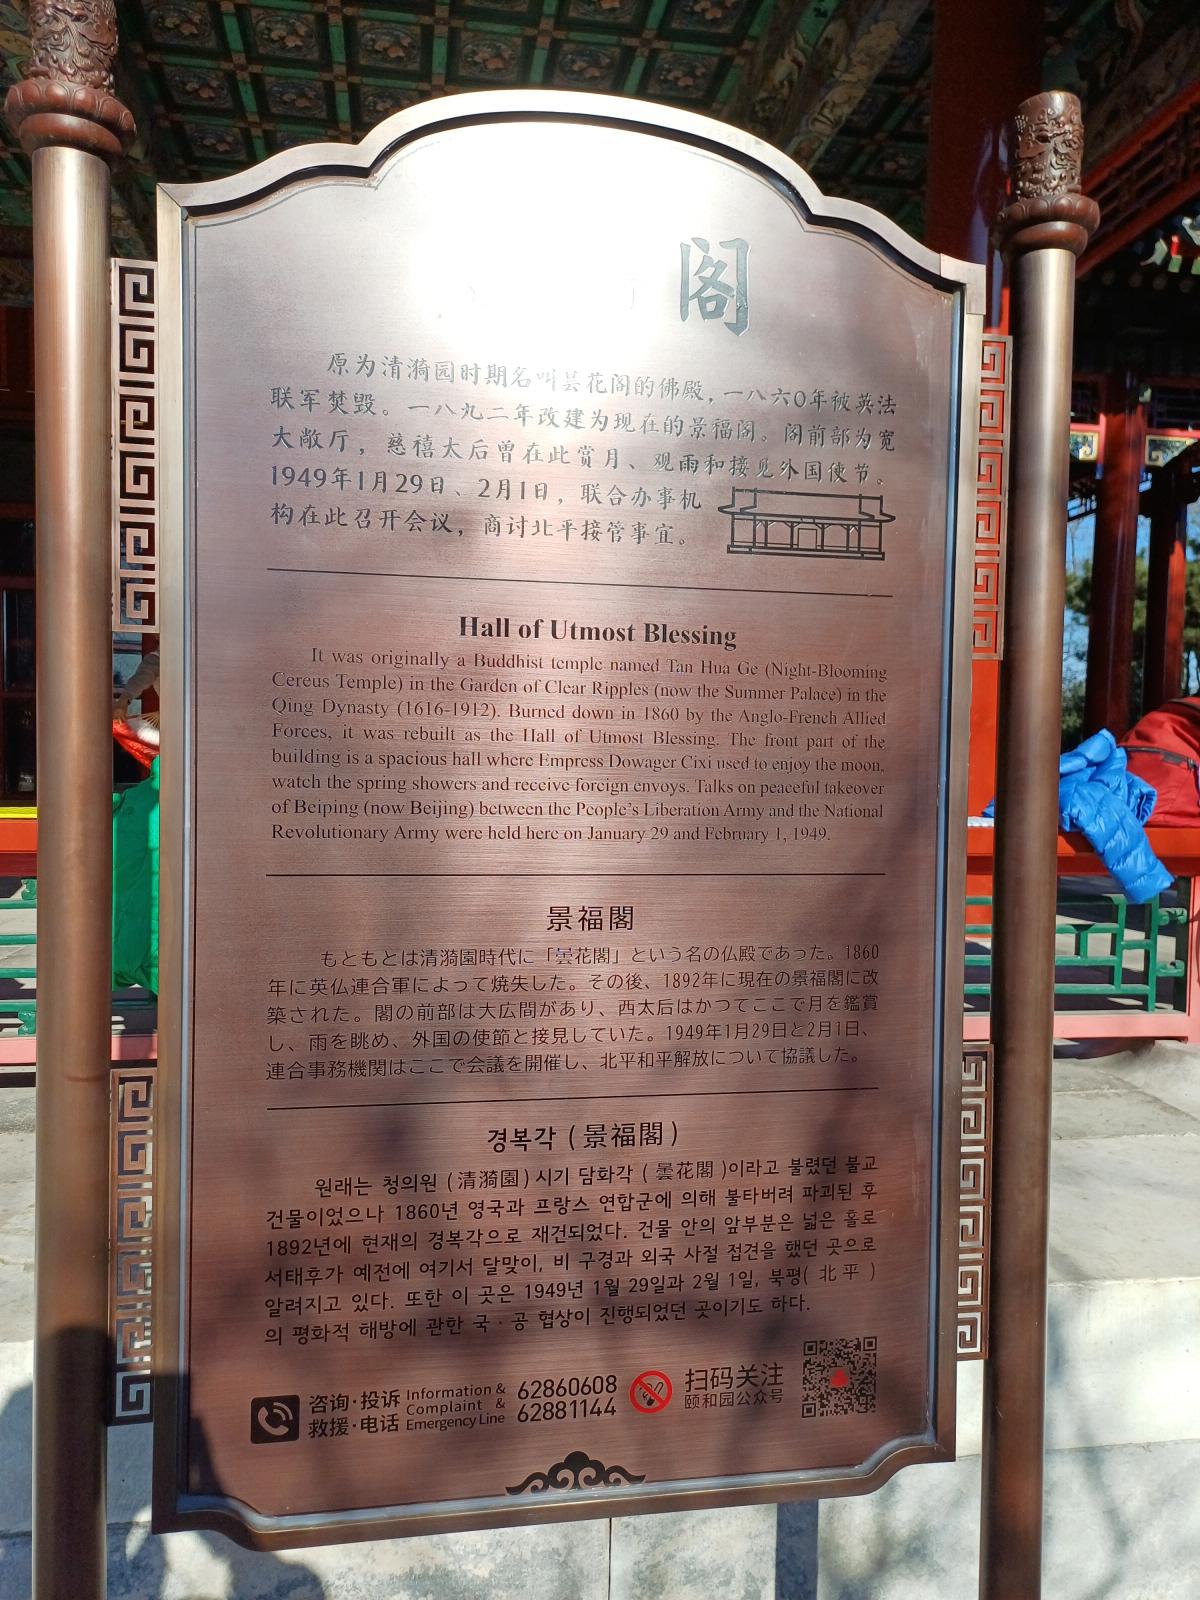 阁
原为清漪园时期名叫昙花阁的佛殿，一八六〇年被英法
联军焚毁。一八九二年改建为现在的景福阁。阁前部为宽
大敞厅，慈禧太后曾在此赏月、观雨和接见外国使节。
1949年1月29日、2月1日，联合办事机
构在此召开会议，商讨北平接管事宜。
Hall of Utmost Blessing
It was originally a Buddhist temple named Tan Hua Ge (Night-Blooming
Cereus Temple) in the Garden of Clear Ripples (now the Summer Palace) in the
Qing Dynasty (1616-1912). Burned down in 1860 by the Anglo-French Allied
Forces, it was rebuilt as the Hall of Utmost Blessing. The front part of the
building is a spacious hall where Empress Dowager Cixi used to enjoy the moon,
watch the spring showers and receive foreign envoys. Talks on peaceful takeover
of Beiping (now Beijing) between the People's Liberation Army and the National
Revolutionary Army were held here on January 29 and February 1, 1949.
景福閣
もともとは清漪園時代に「曇花閣」という名の仏殿であった。1860
年に英仏連合軍によって焼失した。その後、1892年に現在の景福閣に改
築された。閣の前部は大広間があり、西太后はかつてここで月を鑑賞
し、雨を眺め、外国の使節と接見していた。1949年1月29日と2月1日、
連合事務機関はここで会議を開催し、北平和平解放について協議した。
경복각 ( 景福閣 )
원래는 청의원 ( 清漪園 ) 시기 담화각 ( 曇花閣 )이라고 불렸던 불교
건물이었으나 1860년 영국과 프랑스 연합군에 의해 불타버려 파괴된 후
1892년에 현재의 경복각으로 재건되었다. 건물 안의 앞부분은 넓은 홀로
서태후가 예전에 여기서 달맞이, 비 구경과 외국 사절 접견을 했던 곳으로
알려지고 있다. 또한 이 곳은 1949년 1월 29일과 2월 1일, 북평( 北平 )
의 평화적 해방에 관한 국 · 공 협상이 진행되었던 곳이기도 하다.
咨询·投诉 Information & 62860608 扫码关注
Complaint &
救援·电话 Emergency Line 62881144 颐和园公众号